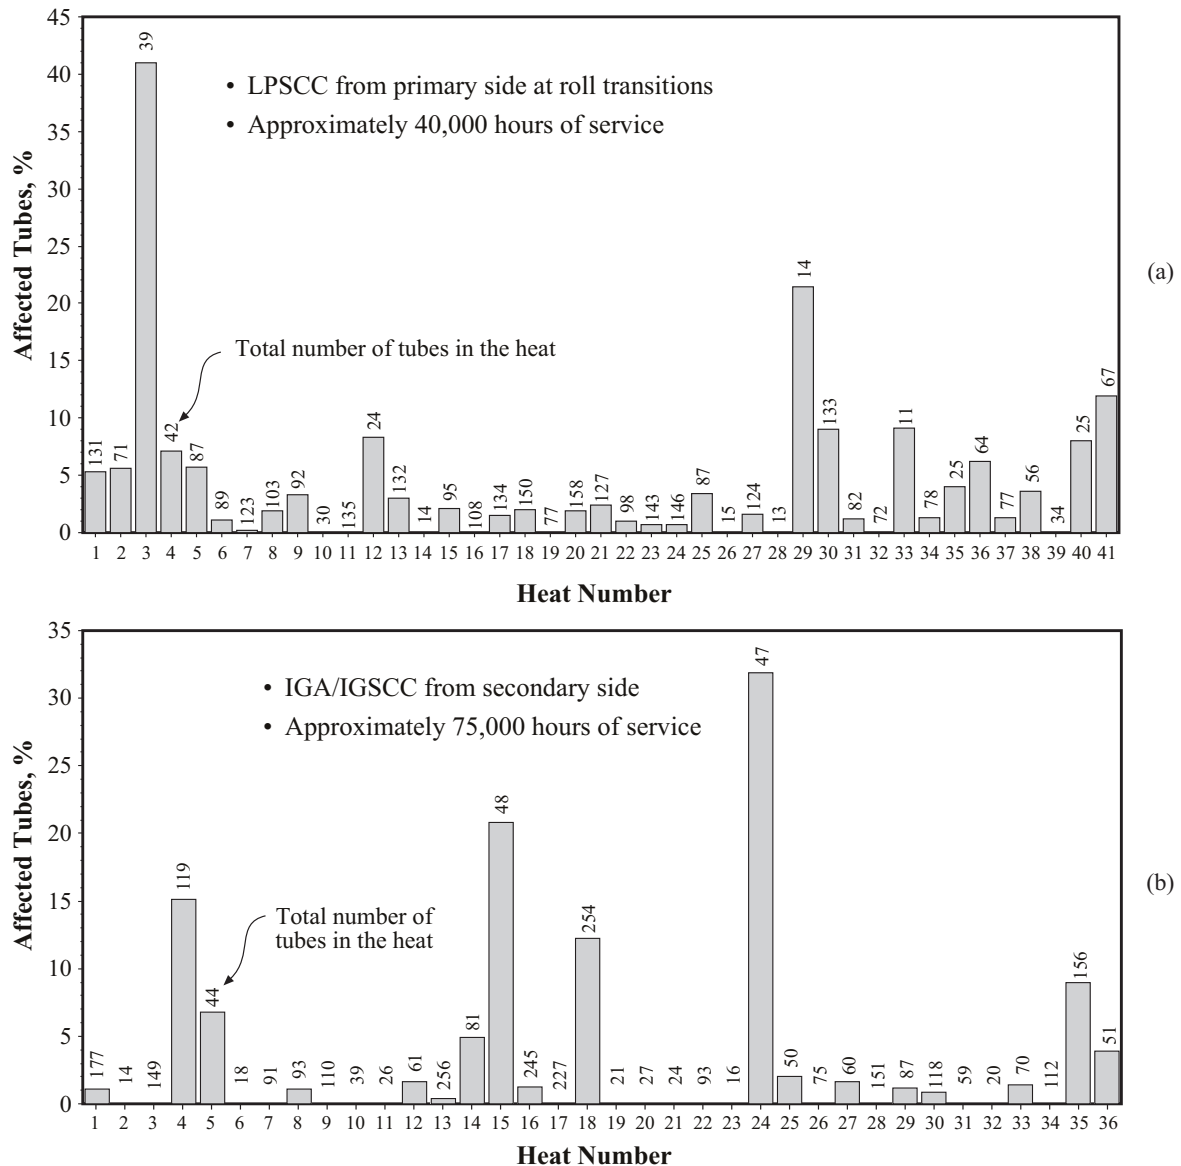 45
40
35
30
25
20
15
10
5
0
Affected Tubes, %
• LPSCC from primary side at roll transitions
• Approximately 40,000 hours of service
Total number of tubes in the heat
131 71 39 42 87 89 123 103 92 30 135 24 132 14 95 108 134 150 77 158 127 98 143 146 87 15 124 13 14 133 82 72 11 78 25 64 77 56 34 25 67
1 2 3 4 5 6 7 8 9 10 11 12 13 14 15 16 17 18 19 20 21 22 23 24 25 26 27 28 29 30 31 32 33 34 35 36 37 38 39 40 41
Heat Number
(a)
35
30
25
20
15
10
5
0
Affected Tubes, %
• IGA/IGSCC from secondary side
• Approximately 75,000 hours of service
Total number of
tubes in the heat
177 14 149 119 44 18 91 93 110 39 26 61 256 81 48 245 227 254 21 27 24 93 16 47 50 75 60 151 87 118 59 20 70 112 156 51
1 2 3 4 5 6 7 8 9 10 11 12 13 14 15 16 17 18 19 20 21 22 23 24 25 26 27 28 29 30 31 32 33 34 35 36
Heat Number
(b)